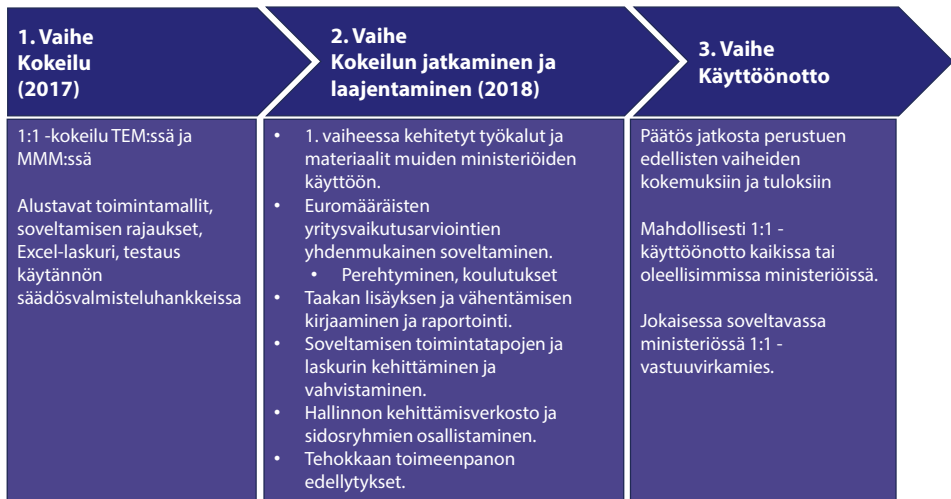 1. Vaihe
Kokeilu
(2017)
2. Vaihe
Kokeilun jatkaminen ja
laajentaminen (2018)
3. Vaihe
Käyttöönotto
1:1 -kokeilu TEM:ssä ja
MMM:ssä
Alustavat toimintamallit,
soveltamisen rajaukset,
Excel-laskuri, testaus
käytännön
säädösvalmisteluhankkeissa
• 1. vaiheessa kehitetyt työkalut ja
materiaalit muiden ministeriöiden
käyttöön.
• Euromääräisten
yritysvaikutusarviointien
yhdenmukainen soveltaminen.
• Perehtyminen, koulutukset
• Taakan lisäyksen ja vähentämisen
kirjaaminen ja raportointi.
• Soveltamisen toimintatapojen ja
laskurin kehittäminen ja
vahvistaminen.
• Hallinnon kehittämisverkosto ja
sidosryhmien osallistaminen.
• Tehokkaan toimeenpanon
edellytykset.
Päätös jatkosta perustuen
edellisten vaiheiden
kokemuksiin ja tuloksiin
Mahdollisesti 1:1 -
käyttöönotto kaikissa tai
oleellisimmissa ministeriöissä.
Jokaisessa soveltavassa
ministeriössä 1:1 -
vastuuvirkamies.